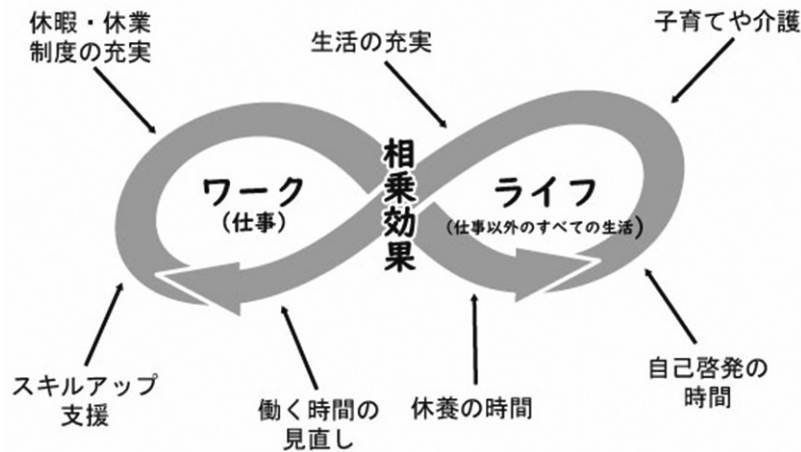 休暇・休業
制度の充実
生活の充実
子育てや介護
ワーク
(仕事)
相乗効果
ライフ
(仕事以外のすべての生活)
スキルアップ
支援
働く時間の
見直し
休養の時間
自己啓発の
時間